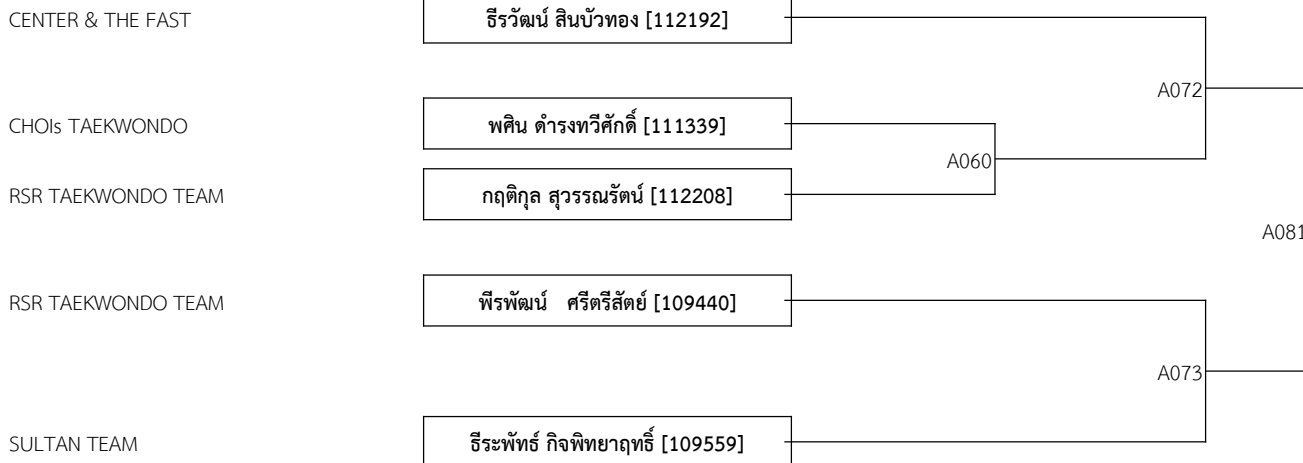 CENTER & THE FAST ธีรวัฒน์ สินบัวทอง [112192]
A072
CHOIs TAEKWONDO พศิน ดำรงทวีศักดิ์ [111339]
A060
RSR TAEKWONDO TEAM กฤติกุล สุวรรณรัตน์ [112208]
A081
RSR TAEKWONDO TEAM พีรพัฒน์ ศรีตรีสัตย์ [109440]
A073
SULTAN TEAM ธีระพัทธ์ กิจพิทยาฤทธิ์ [109559]